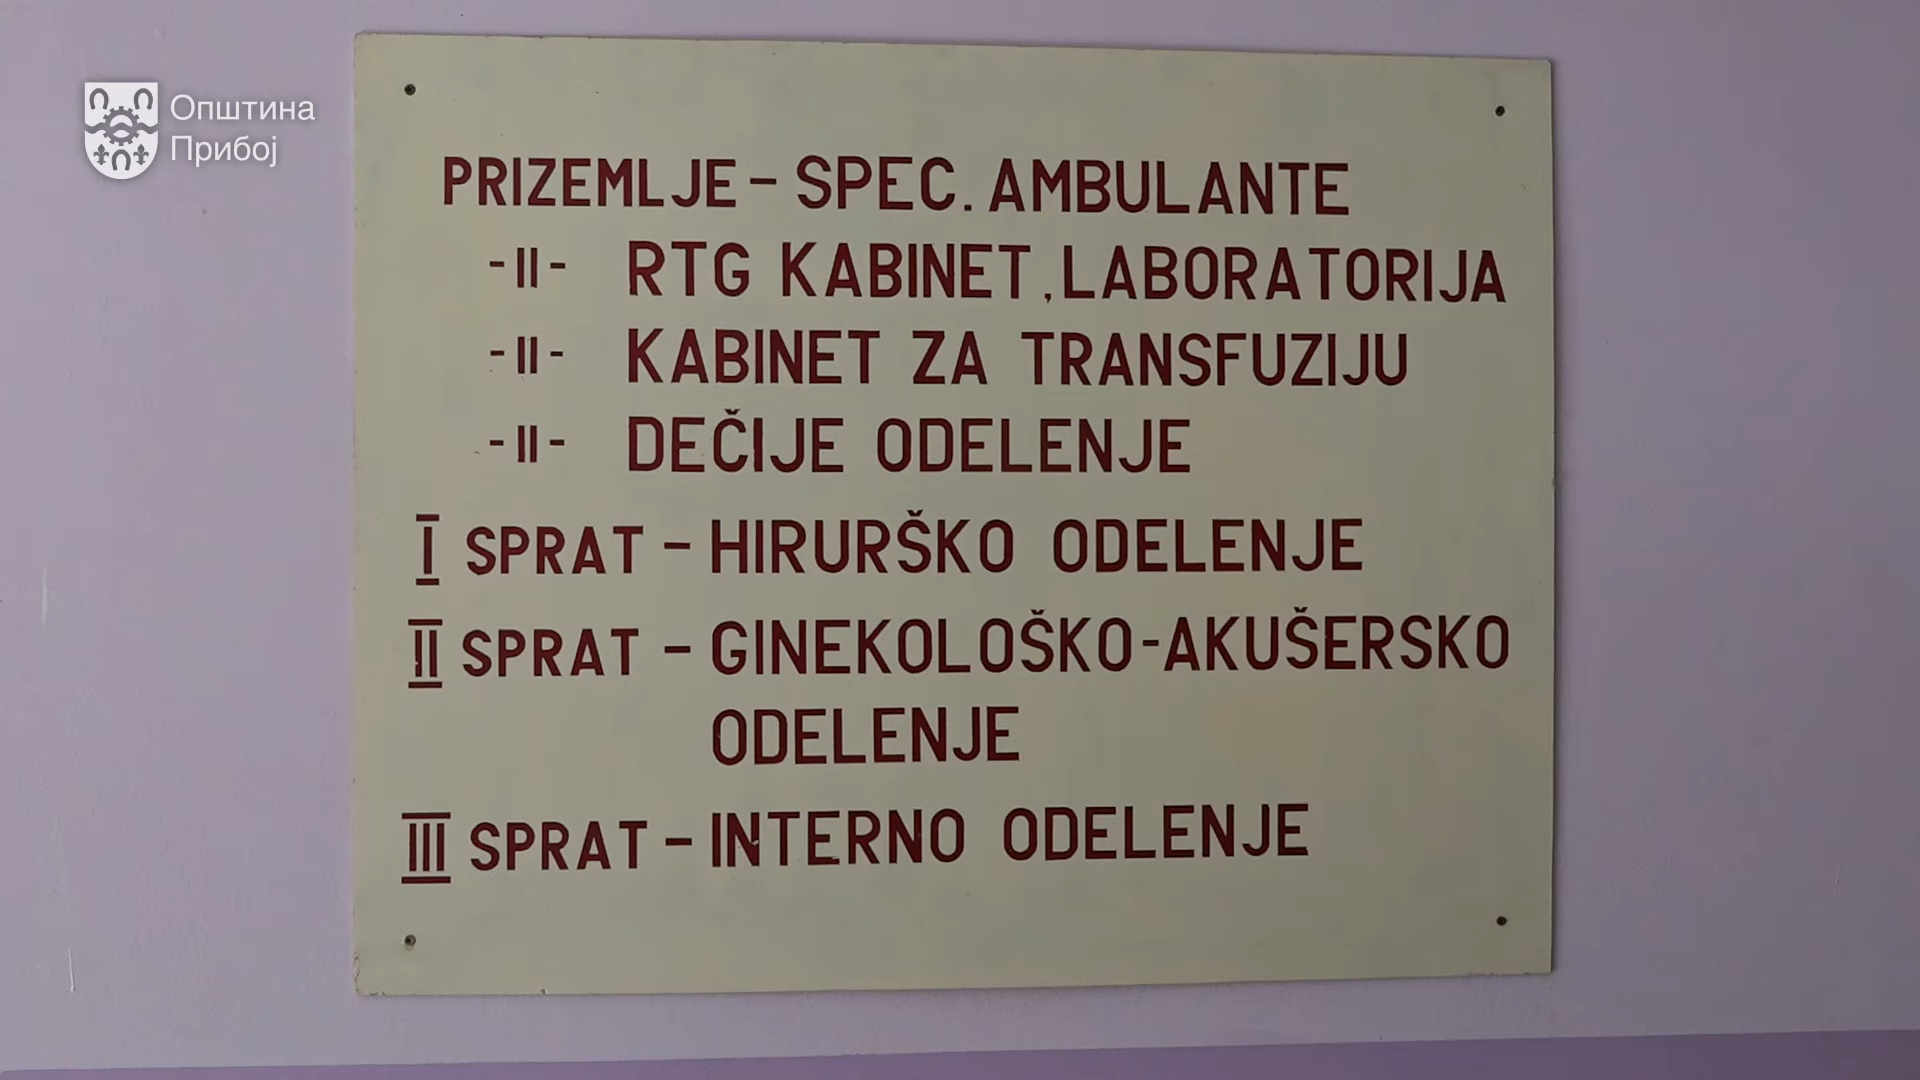 Општина
Прибој
PRIZEMLJE - SPEC. AMBULANTE
-II- RTG KABINET, LABORATORIJA
-II- KABINET ZA TRANSFUZIJU
-II- DEČIJE ODELENJE
I SPRAT - HIRURŠKO ODELENJE
II SPRAT - GINEKOLOŠKO-AKUŠERSKO
ODELENJE
III SPRAT - INTERNO ODELENJE